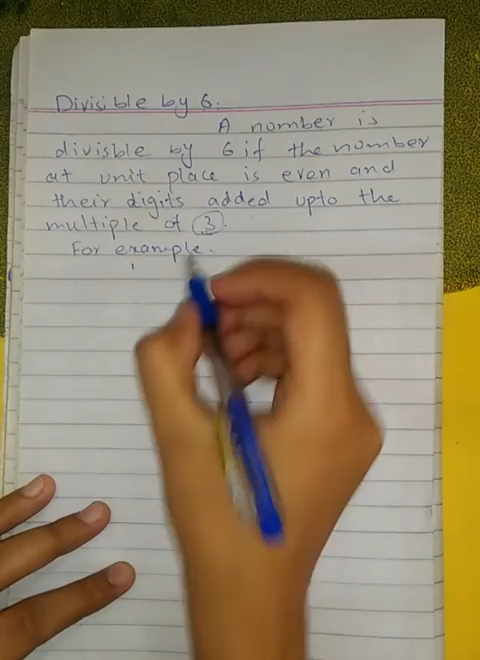 Divisible by 6.
A number is
divisble by 6 if the number
at unit place is even and
their digits added upto the
multiple of 3.
For example.